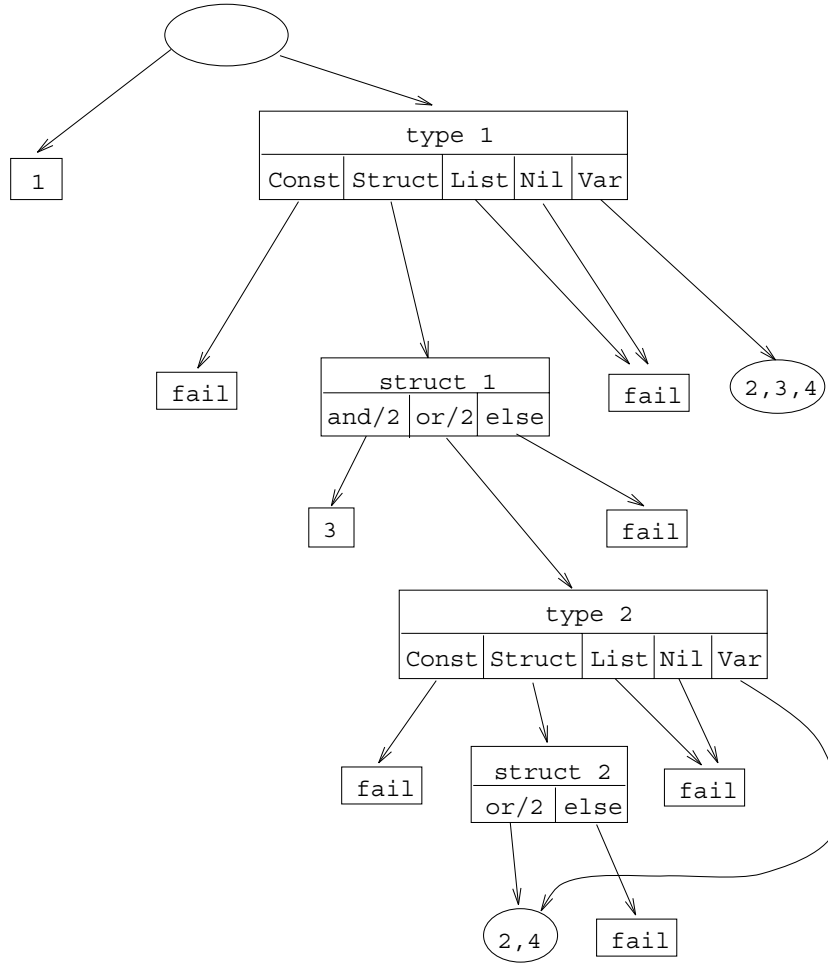 type 1
Const Struct List Nil Var
1
fail
struct 1
and/2 or/2 else
fail
2,3,4
3
fail
type 2
Const Struct List Nil Var
fail
struct 2
or/2 else
fail
2,4
fail